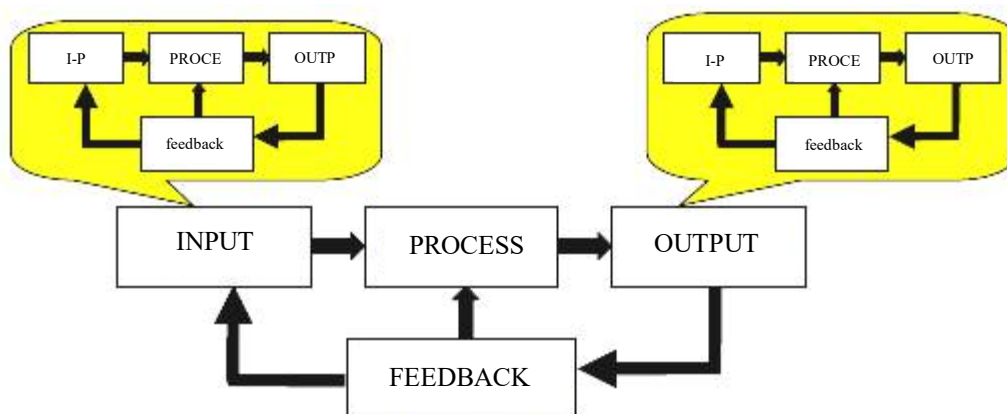 I-P
PROCE
OUTP
feedback
I-P
PROCE
OUTP
feedback
INPUT
PROCESS
OUTPUT
FEEDBACK